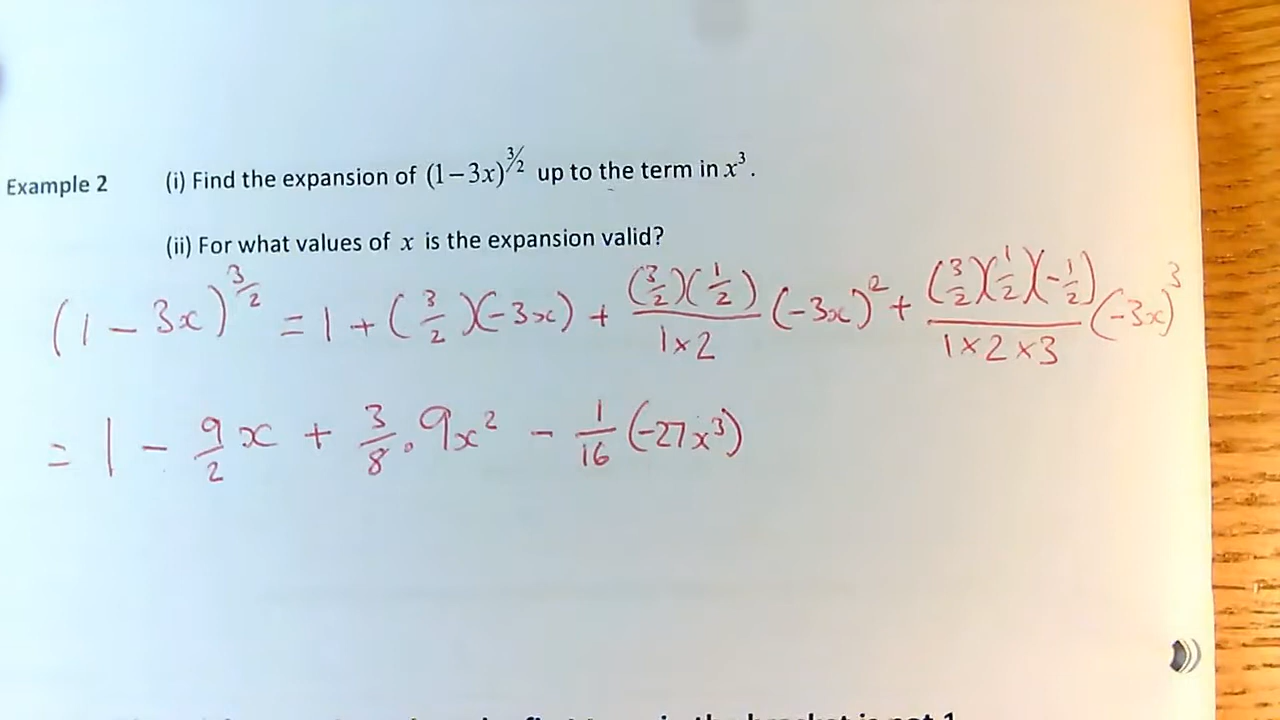 Example 2 (i) Find the expansion of (1−3x)^{3/2} up to the term in x³.
(ii) For what values of x is the expansion valid?
(1 − 3x)^{3/2} = 1 + (3/2)(−3x) + (3/2)(1/2)/(1×2) (−3x)² + (3/2)(1/2)(−1/2)/(1×2×3) (−3x)³
= 1 − 9/2 x + 3/8 · 9x² − 1/16 (−27x³)